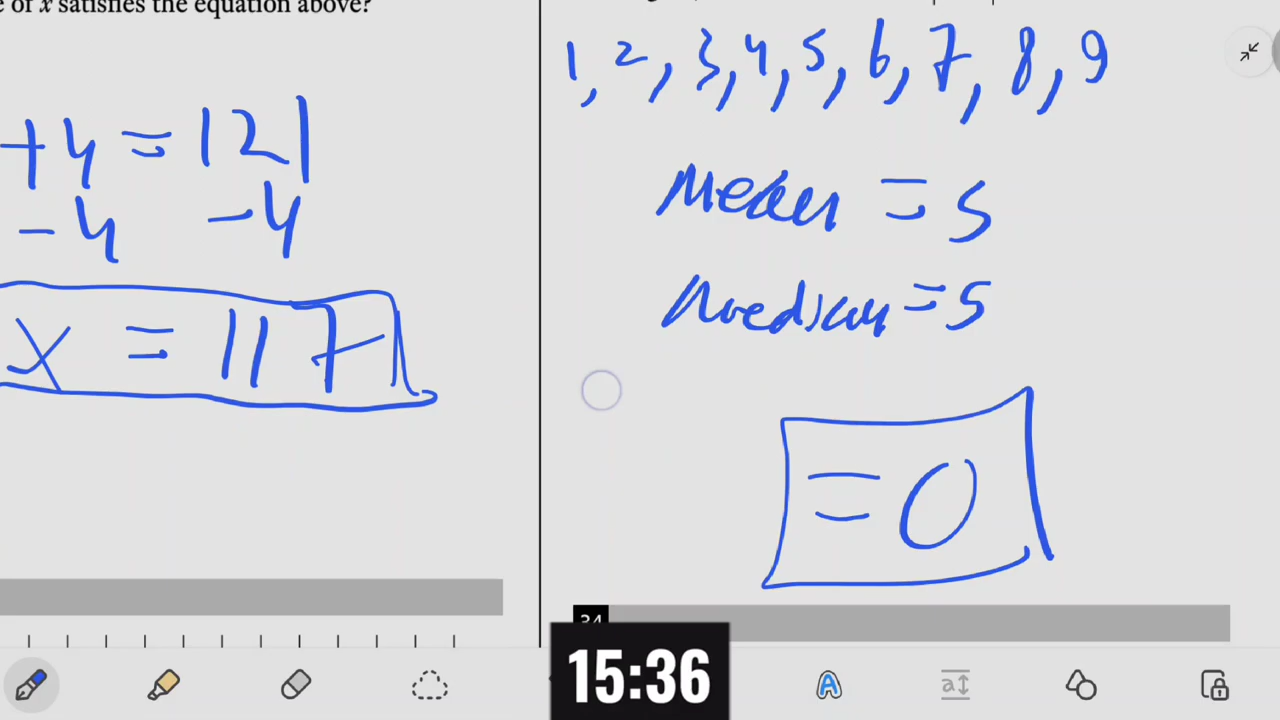 e of x satisfies the equation above?
+4 = 121
-4 -4
x = 117
1, 2, 3, 4, 5, 6, 7, 8, 9
Mean = 5
Median = 5
= 0
34
15:36
A
a